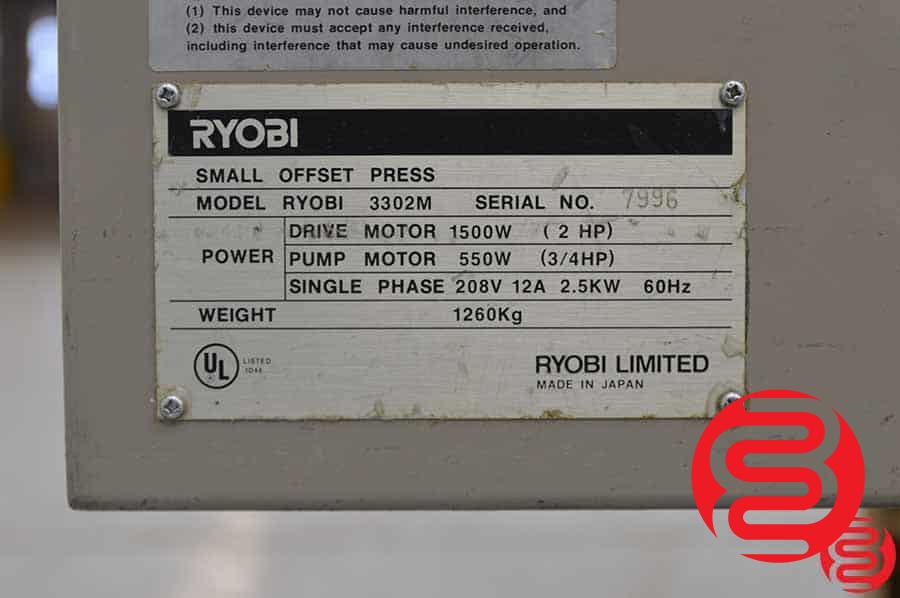 (1) This device may not cause harmful interference, and
(2) this device must accept any interference received,
including interference that may cause undesired operation.
RYOBI
SMALL OFFSET PRESS
MODEL RYOBI 3302M SERIAL NO. 7996
POWER
DRIVE MOTOR 1500W ( 2 HP)
PUMP MOTOR 550W (3/4HP)
SINGLE PHASE 208V 12A 2.5KW 60Hz
WEIGHT 1260Kg
UL LISTED
RYOBI LIMITED
MADE IN JAPAN